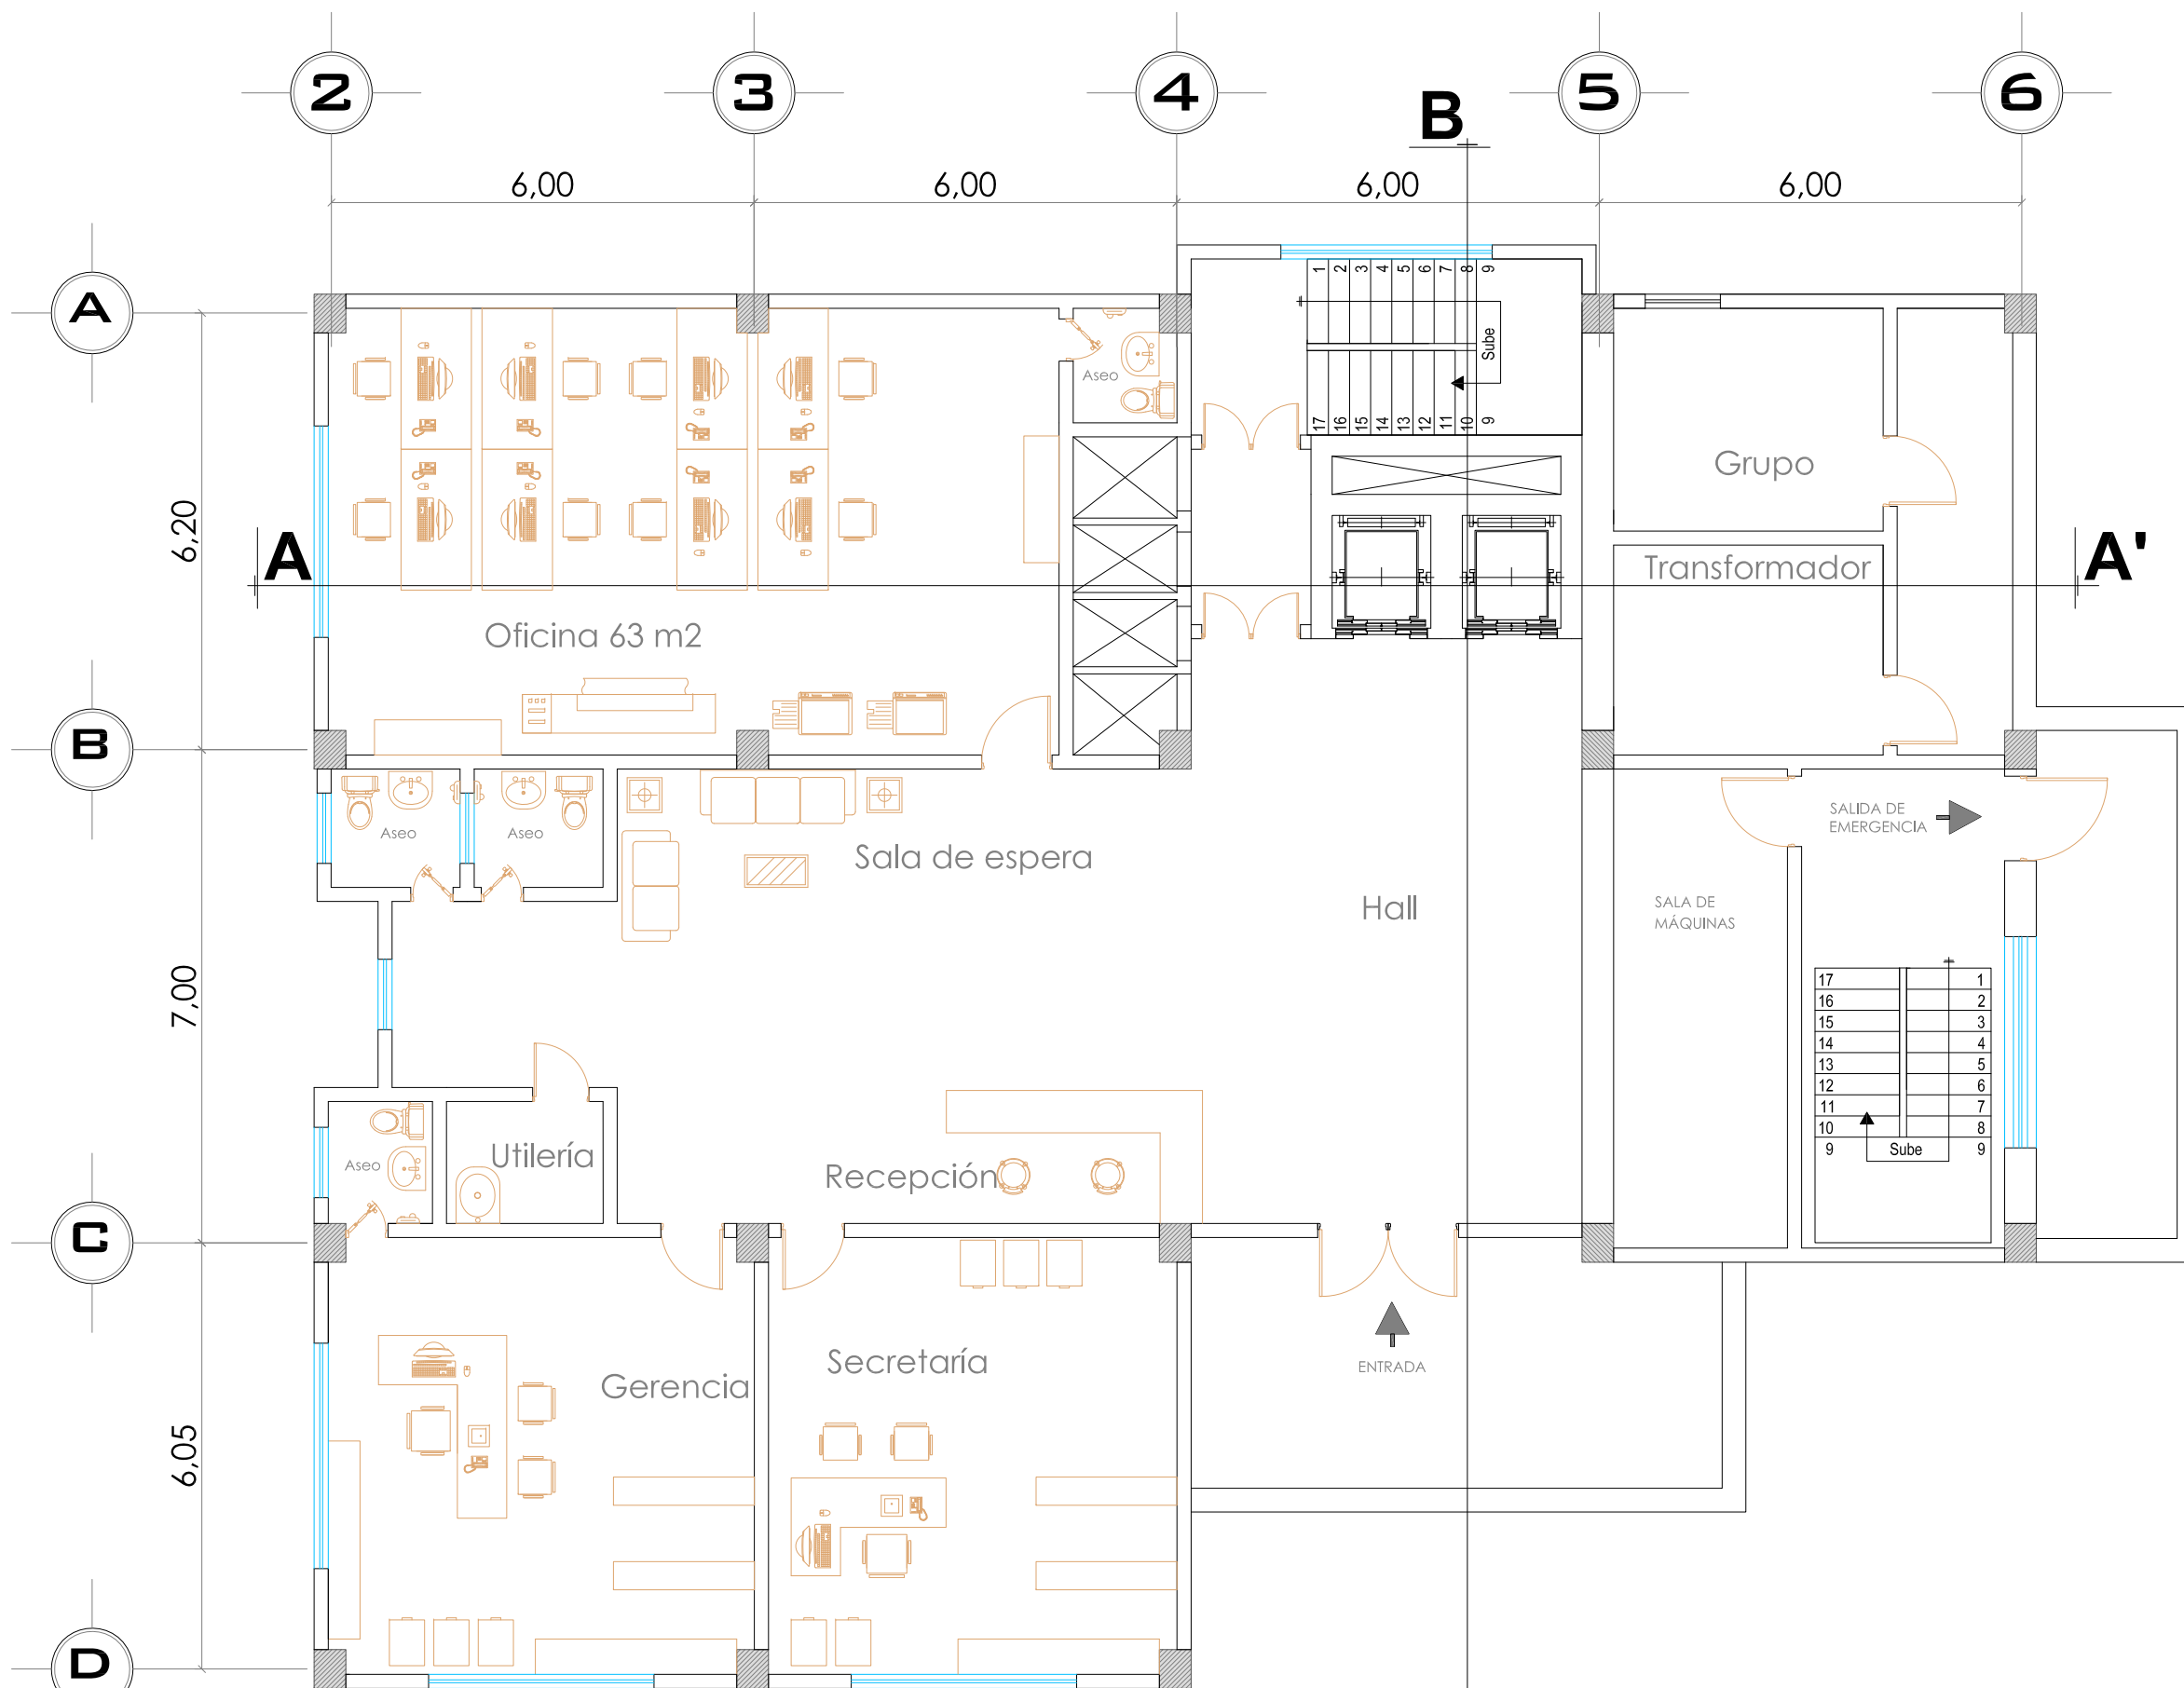 2 3 4 5 6
B
6,00 6,00 6,00 6,00
A
1 2 3 4 5 6 7 8 9
Sube
17 16 15 14 13 12 11 10 9
Aseo
Grupo
6,20
A
A'
Transformador
Oficina 63 m2
B
SALIDA DE
EMERGENCIA
Aseo
Aseo
Sala de espera
Hall
SALA DE
MÁQUINAS
7,00
17 1
16 2
15 3
14 4
13 5
12 6
11 7
10 8
9 Sube 9
Utilería
Aseo
Recepción
C
ENTRADA
Secretaría
Gerencia
6,05
D